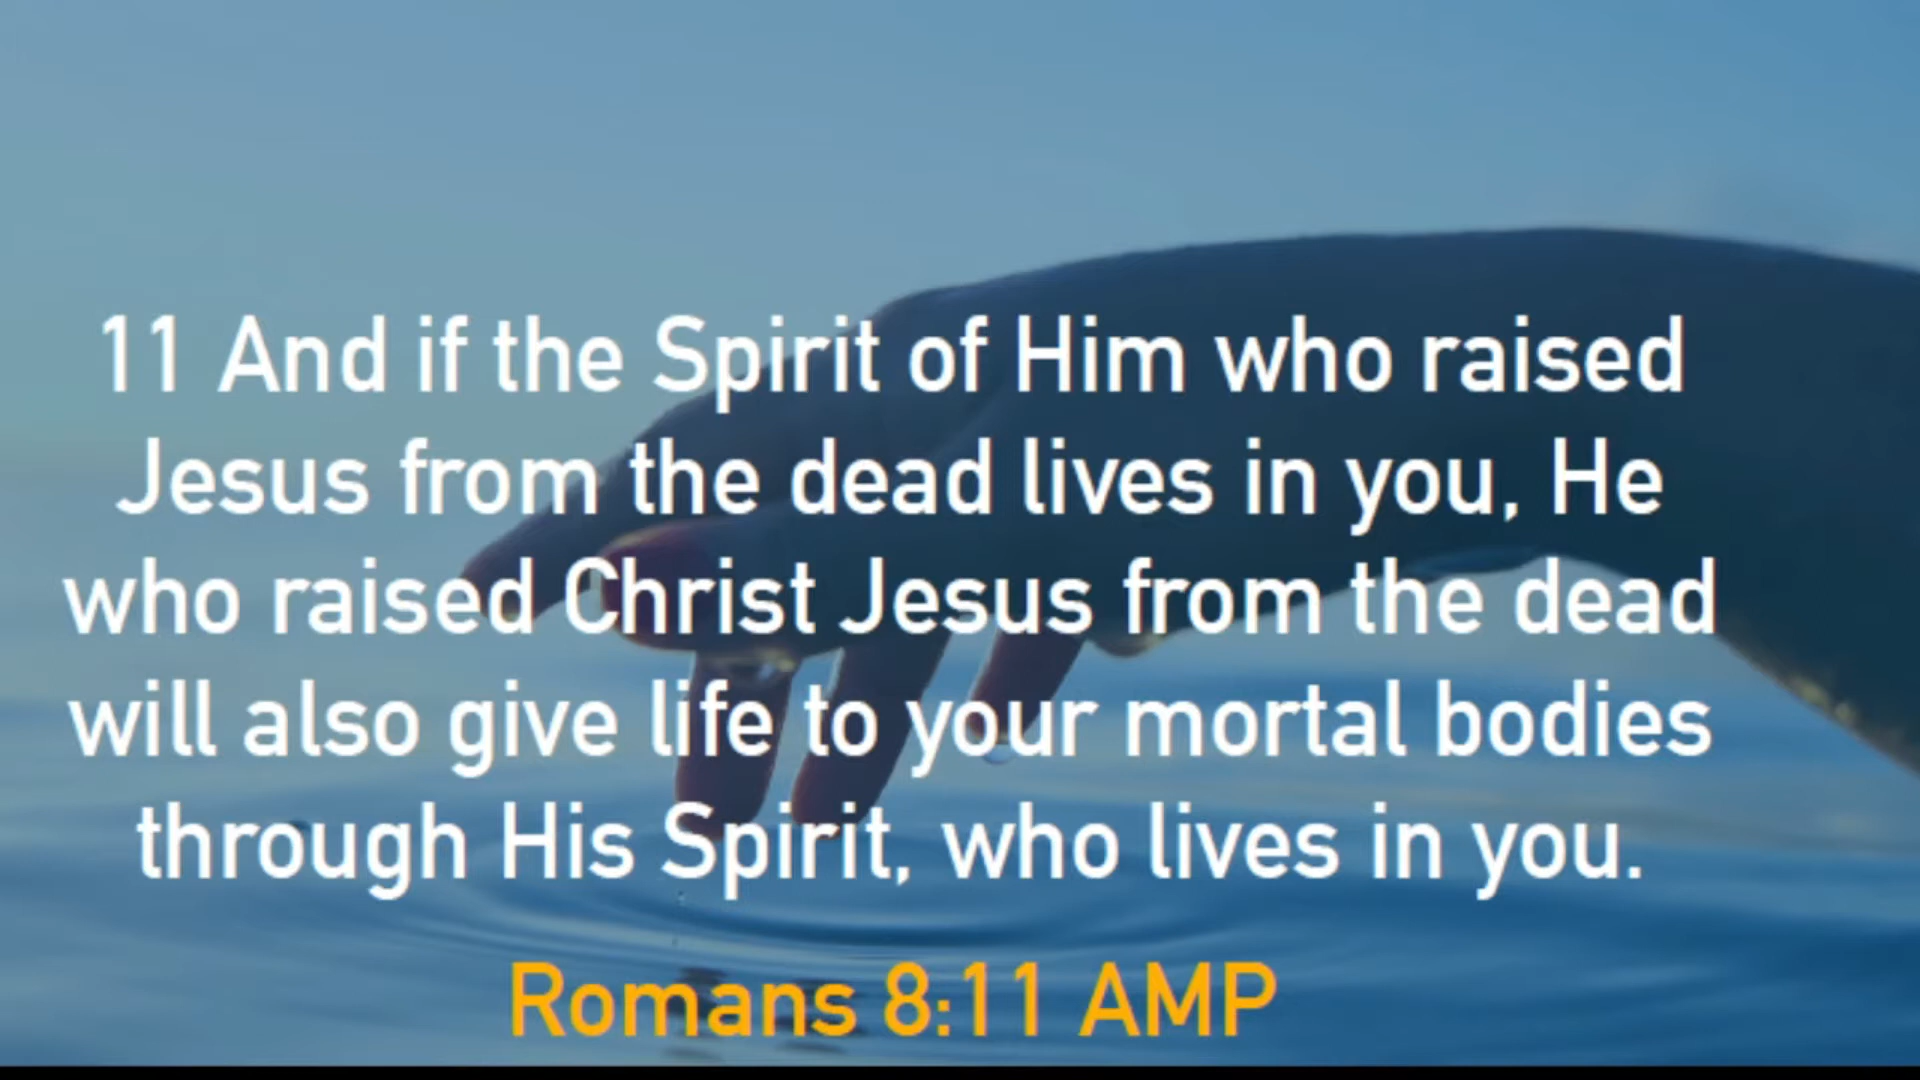 11 And if the Spirit of Him who raised
Jesus from the dead lives in you, He
who raised Christ Jesus from the dead
will also give life to your mortal bodies
through His Spirit, who lives in you.
Romans 8:11 AMP